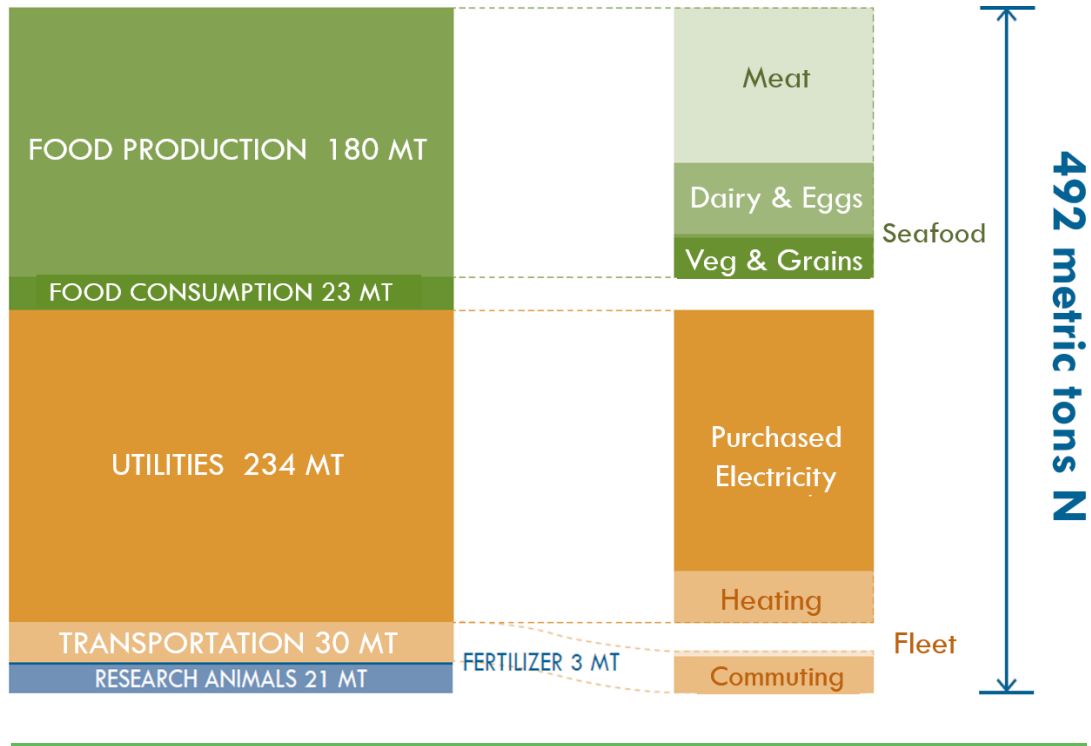 FOOD PRODUCTION 180 MT
FOOD CONSUMPTION 23 MT
UTILITIES 234 MT
TRANSPORTATION 30 MT
RESEARCH ANIMALS 21 MT
FERTILIZER 3 MT
Meat
Dairy & Eggs
Veg & Grains
Seafood
Purchased
Electricity
Heating
Fleet
Commuting
492 metric tons N